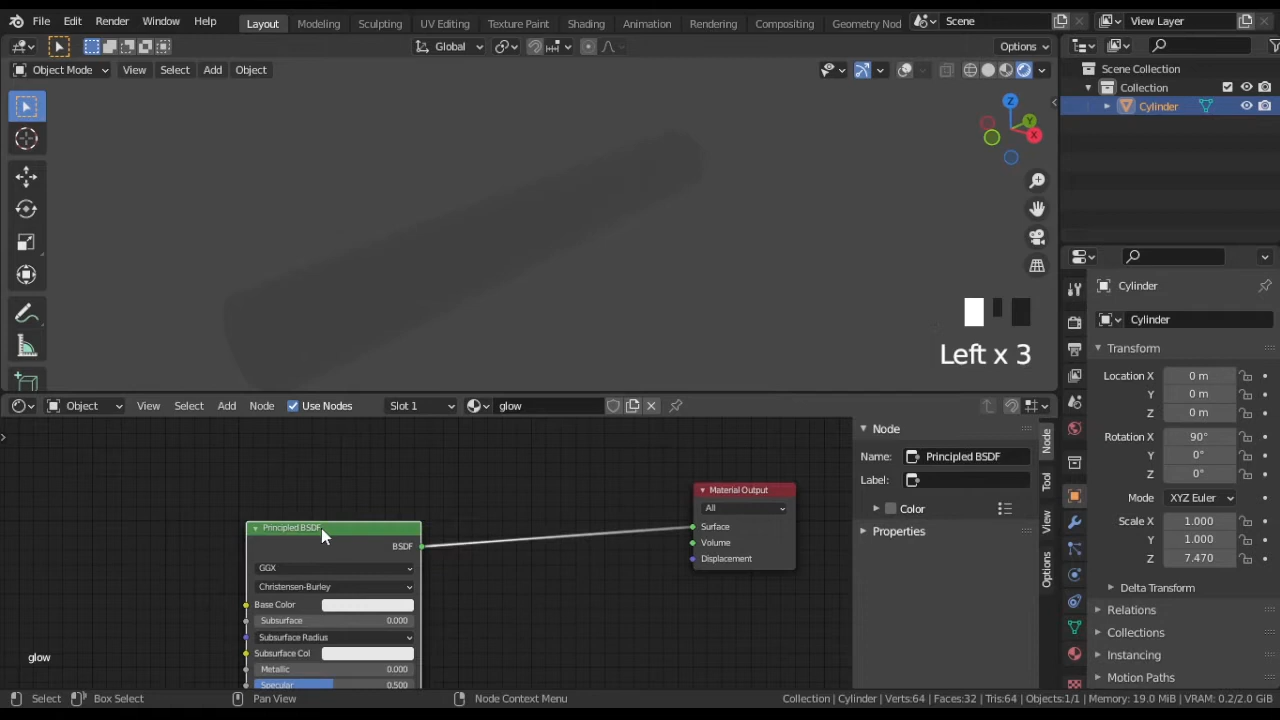 File Edit Render Window Help Layout Modeling Sculpting UV Editing Texture Paint Shading Animation Rendering Compositing Geometry Nod Scene View Layer
Global Options
Object Mode View Select Add Object
Z
Y
X
Left x 3
Scene Collection
Collection
Cylinder
Cylinder
Cylinder
Transform
Location X 0 m
Y 0 m
Z 0 m
Rotation X 90°
Y 0°
Z 0°
Mode XYZ Euler
Scale X 1.000
Y 1.000
Z 7.470
Delta Transform
Relations
Collections
Instancing
Motion Paths
Object View Select Add Node Use Nodes Slot 1 glow
Principled BSDF
BSDF
GGX
Christensen-Burley
Base Color
Subsurface 0.000
Subsurface Radius
Subsurface Col
Metallic 0.000
Specular 0.500
Material Output
All
Surface
Volume
Displacement
Node
Name: Principled BSDF
Label:
Color
Properties
Node
Tool
View
Options
glow
Select Box Select Pan View Node Context Menu Collection | Cylinder | Verts:64 | Faces:32 | Tris:64 | Objects:1/1 | Memory: 19.0 MiB | VRAM: 0.2/2.0 GiB